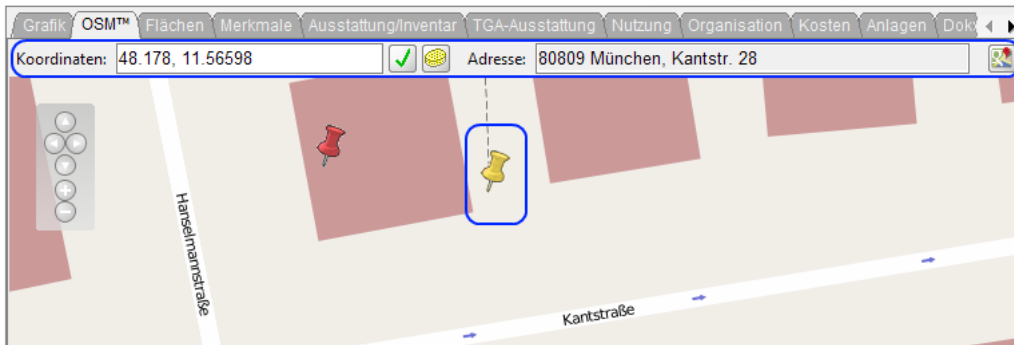 Grafik OSM™ Flächen Merkmale Ausstattung/Inventar TGA-Ausstattung Nutzung Organisation Kosten Anlagen Dok
Koordinaten: 48.178, 11.56598 Adresse: 80809 München, Kantstr. 28
Hanselmannstraße
Kantstraße